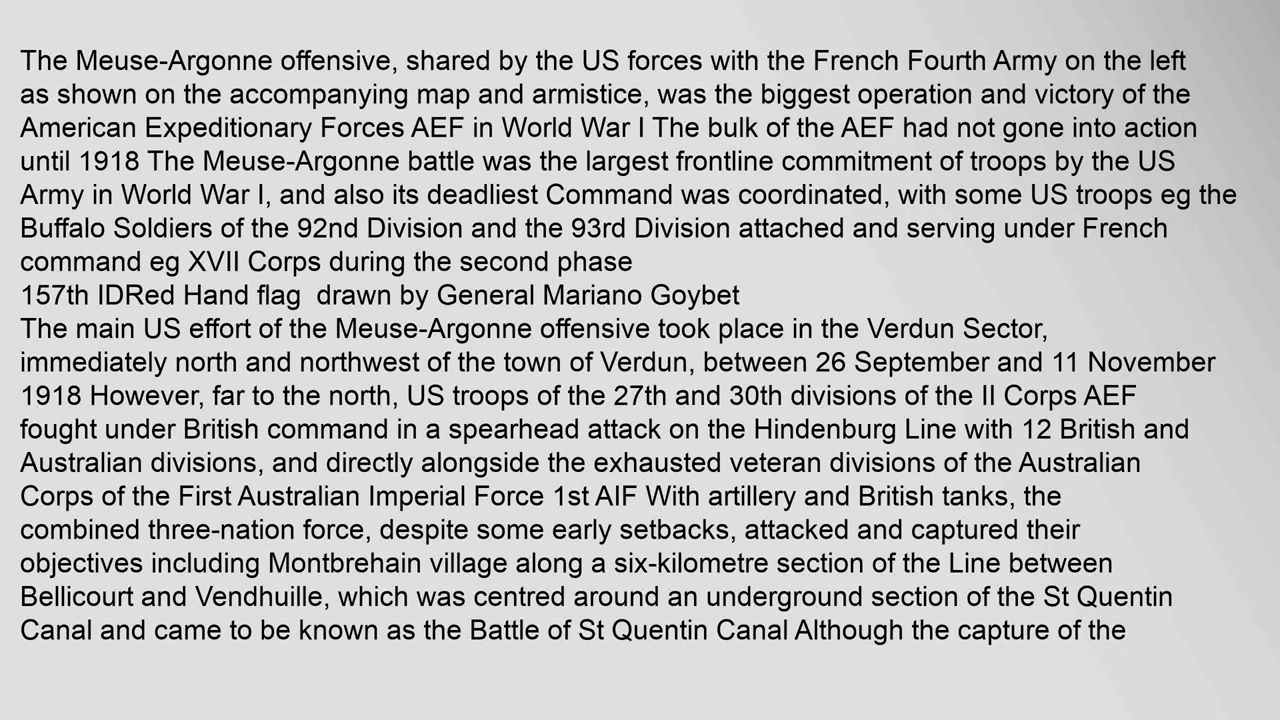 The Meuse-Argonne offensive, shared by the US forces with the French Fourth Army on the left
as shown on the accompanying map and armistice, was the biggest operation and victory of the
American Expeditionary Forces AEF in World War I The bulk of the AEF had not gone into action
until 1918 The Meuse-Argonne battle was the largest frontline commitment of troops by the US
Army in World War I, and also its deadliest Command was coordinated, with some US troops eg the
Buffalo Soldiers of the 92nd Division and the 93rd Division attached and serving under French
command eg XVII Corps during the second phase
157th IDRed Hand flag  drawn by General Mariano Goybet
The main US effort of the Meuse-Argonne offensive took place in the Verdun Sector,
immediately north and northwest of the town of Verdun, between 26 September and 11 November
1918 However, far to the north, US troops of the 27th and 30th divisions of the II Corps AEF
fought under British command in a spearhead attack on the Hindenburg Line with 12 British and
Australian divisions, and directly alongside the exhausted veteran divisions of the Australian
Corps of the First Australian Imperial Force 1st AIF With artillery and British tanks, the
combined three-nation force, despite some early setbacks, attacked and captured their
objectives including Montbrehain village along a six-kilometre section of the Line between
Bellicourt and Vendhuille, which was centred around an underground section of the St Quentin
Canal and came to be known as the Battle of St Quentin Canal Although the capture of the